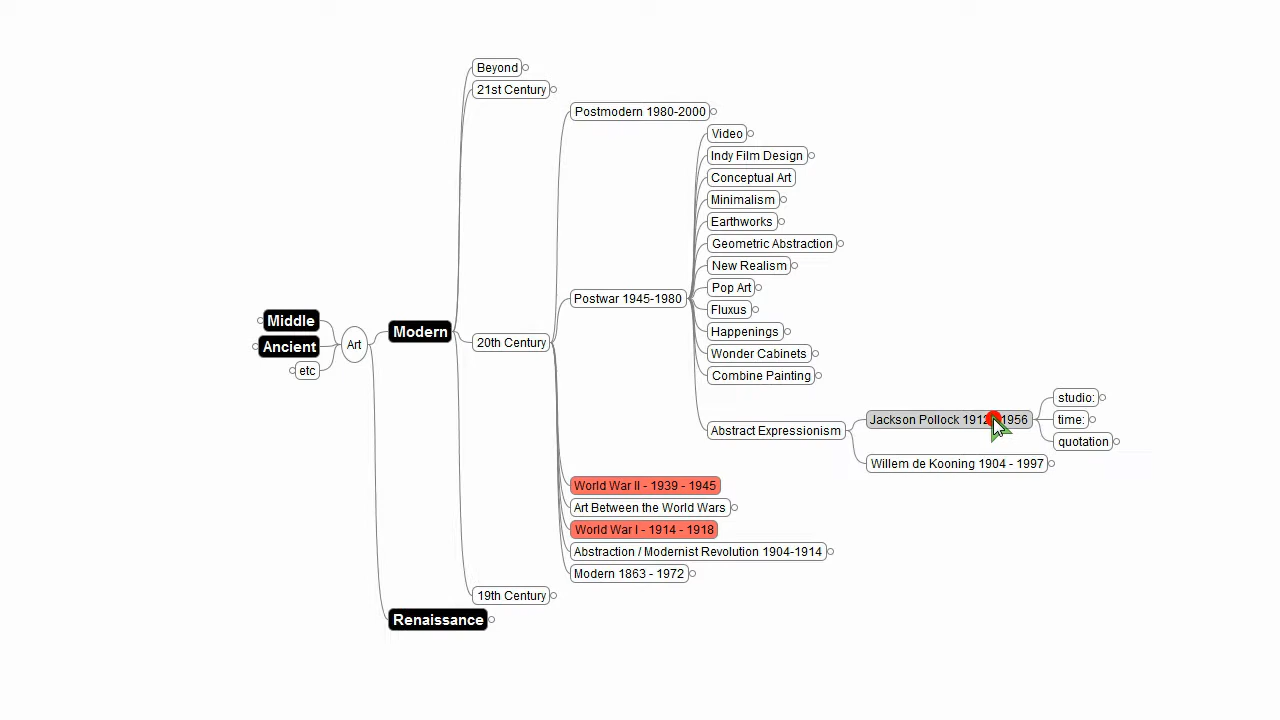 Beyond
21st Century
Postmodern 1980-2000
Video
Indy Film Design
Conceptual Art
Minimalism
Earthworks
Geometric Abstraction
New Realism
Pop Art
Postwar 1945-1980
Fluxus
Middle
Modern
Happenings
20th Century
Art
Ancient
Wonder Cabinets
etc
Combine Painting
studio:
Jackson Pollock 1912 1956
time:
Abstract Expressionism
quotation
Willem de Kooning 1904 - 1997
World War II - 1939 - 1945
Art Between the World Wars
World War I - 1914 - 1918
Abstraction / Modernist Revolution 1904-1914
Modern 1863 - 1972
19th Century
Renaissance